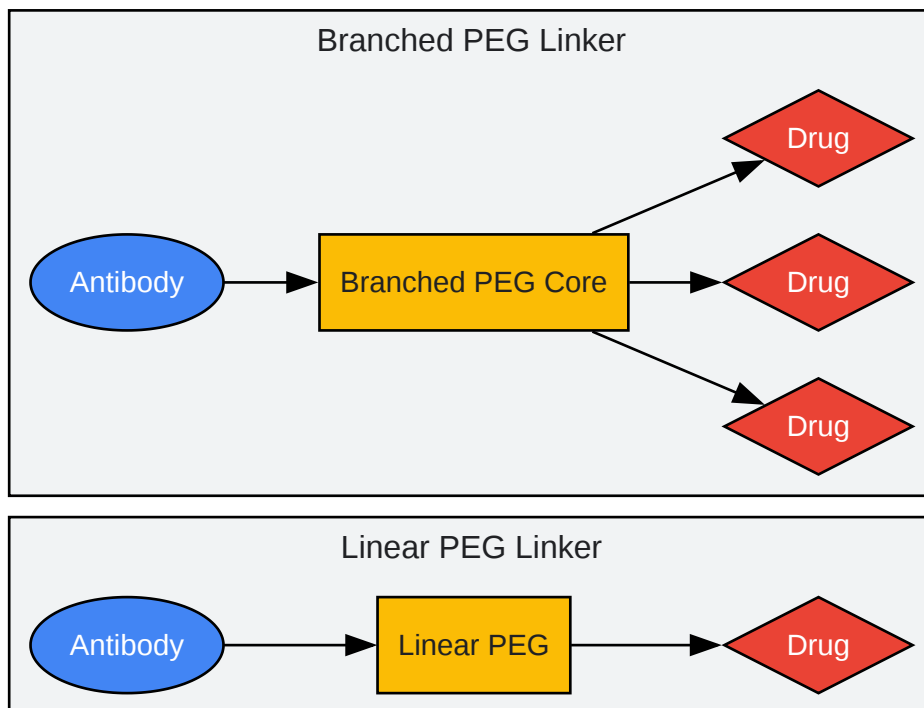 Branched PEG Linker
Drug
Antibody
Branched PEG Core
Drug
Drug
Linear PEG Linker
Antibody
Linear PEG
Drug